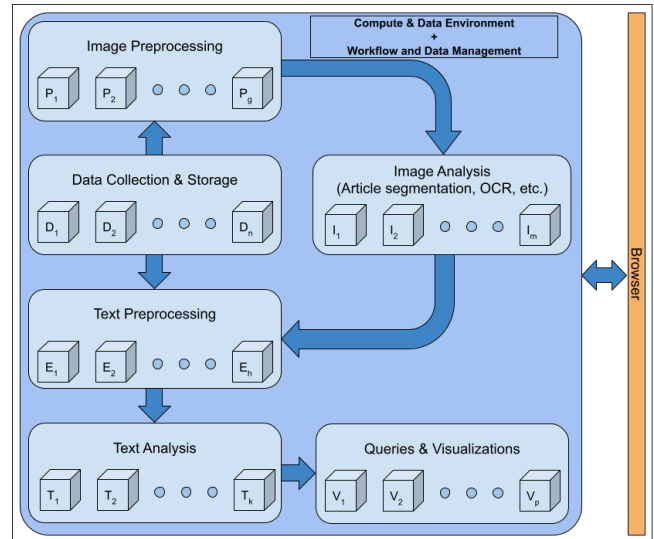 Compute & Data Environment
+
Workflow and Data Management
Image Preprocessing
P1 P2 Pg
Data Collection & Storage
D1 D2 Dn
Image Analysis
(Article segmentation, OCR, etc.)
I1 I2 Im
Text Preprocessing
E1 E2 Eh
Text Analysis
T1 T2 Tk
Queries & Visualizations
V1 V2 Vp
Browser